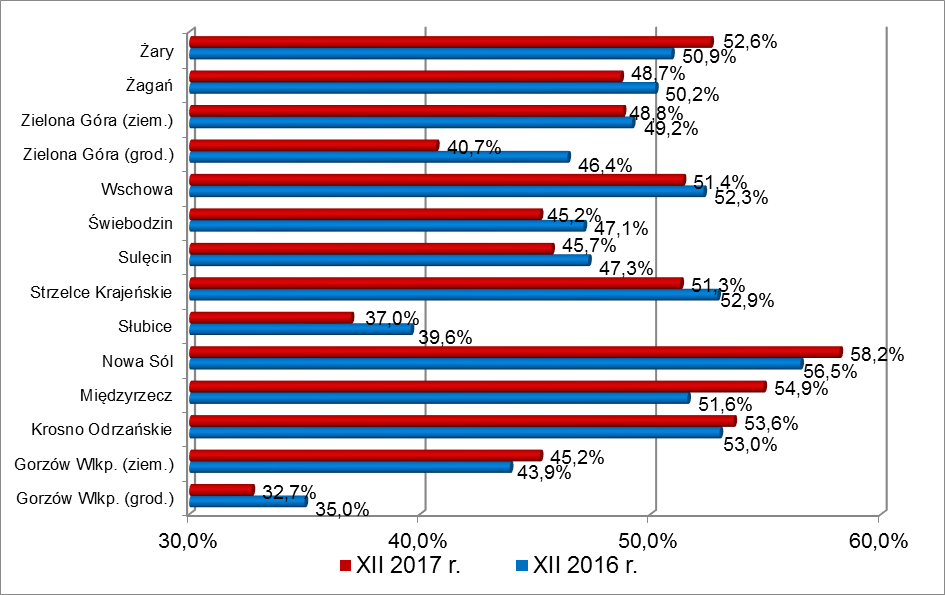 Żary 52,6%
50,9%
Żagań 48,7%
50,2%
Zielona Góra (ziem.) 48,8%
49,2%
Zielona Góra (grod.) 40,7%
46,4%
Wschowa 51,4%
52,3%
Świebodzin 45,2%
47,1%
Sulęcin 45,7%
47,3%
Strzelce Krajeńskie 51,3%
52,9%
Słubice 37,0%
39,6%
Nowa Sól 58,2%
56,5%
Międzyrzecz 54,9%
51,6%
Krosno Odrzańskie 53,6%
53,0%
Gorzów Wlkp. (ziem.) 45,2%
43,9%
Gorzów Wlkp. (grod.) 32,7%
35,0%
30,0% 40,0% 50,0% 60,0%
XII 2017 r. XII 2016 r.